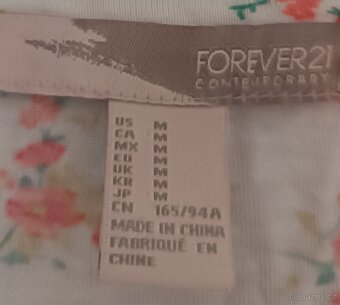 FOREVER21
CONTEMPORARY
US M
CA M
MX M
EU M
UK M
KR M
JP M
CN 165/94A
MADE IN CHINA
FABRIQUÉ EN
CHINE